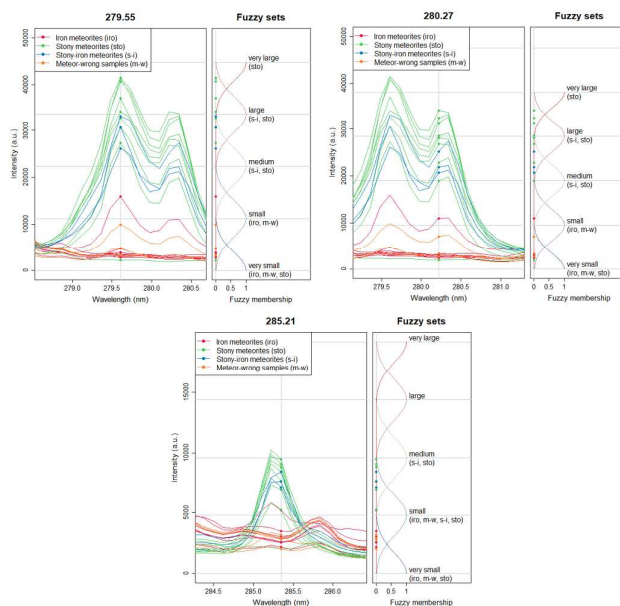 279.55
Fuzzy sets
Iron meteorites (iro)
Stony meteorites (sto)
Stony-iron meteorites (s-i)
Meteor-wrong samples (m-w)
very large
(sto)
large
(s-i, sto)
medium
(s-i, sto)
small
(iro, m-w)
very small
(iro, m-w, sto)
Intensity (a.u.)
0
10000
20000
30000
40000
50000
279.0
279.5
280.0
280.5
0
0.5
1
Wavelength (nm)
Fuzzy membership
280.27
Fuzzy sets
Iron meteorites (iro)
Stony meteorites (sto)
Stony-iron meteorites (s-i)
Meteor-wrong samples (m-w)
very large
(sto)
large
(s-i, sto)
medium
(s-i, sto)
small
(iro, m-w)
very small
(iro, m-w, sto)
Intensity (a.u.)
0
10000
20000
30000
40000
50000
279.5
280.0
280.5
281.0
0
0.5
1
Wavelength (nm)
Fuzzy membership
285.21
Fuzzy sets
Iron meteorites (iro)
Stony meteorites (sto)
Stony-iron meteorites (s-i)
Meteor-wrong samples (m-w)
very large
large
medium
(s-i, sto)
small
(iro, m-w, s-i, sto)
very small
(iro, m-w, sto)
Intensity (a.u.)
0
5000
10000
15000
284.5
285.0
285.5
286.0
0
0.5
1
Wavelength (nm)
Fuzzy membership